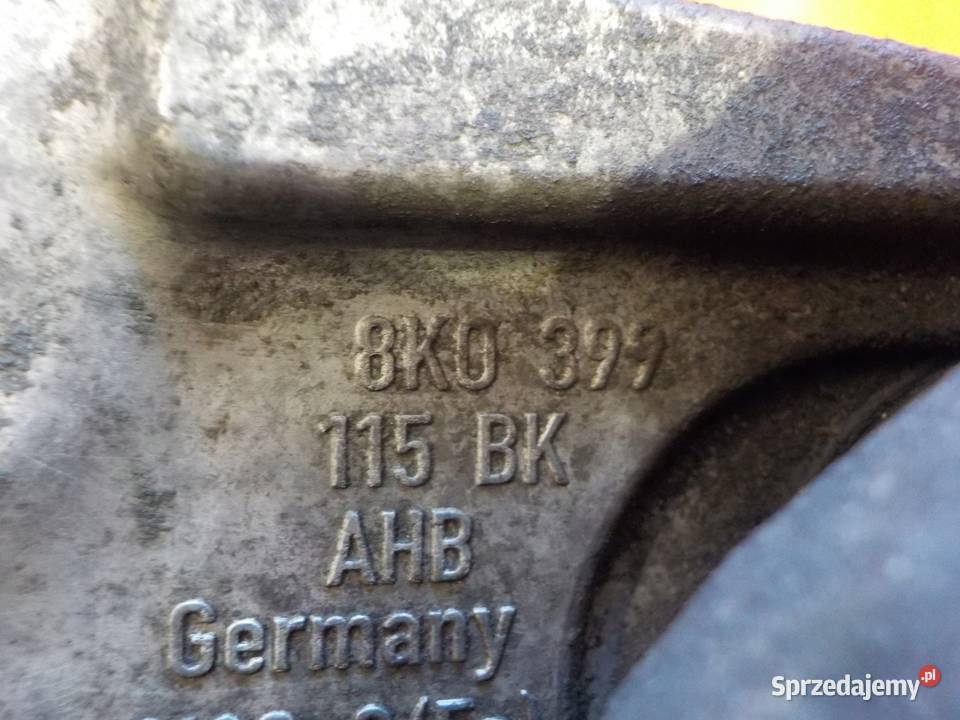 8K0 399
115 BK
AHB
Germany
Sprzedajemy.pl